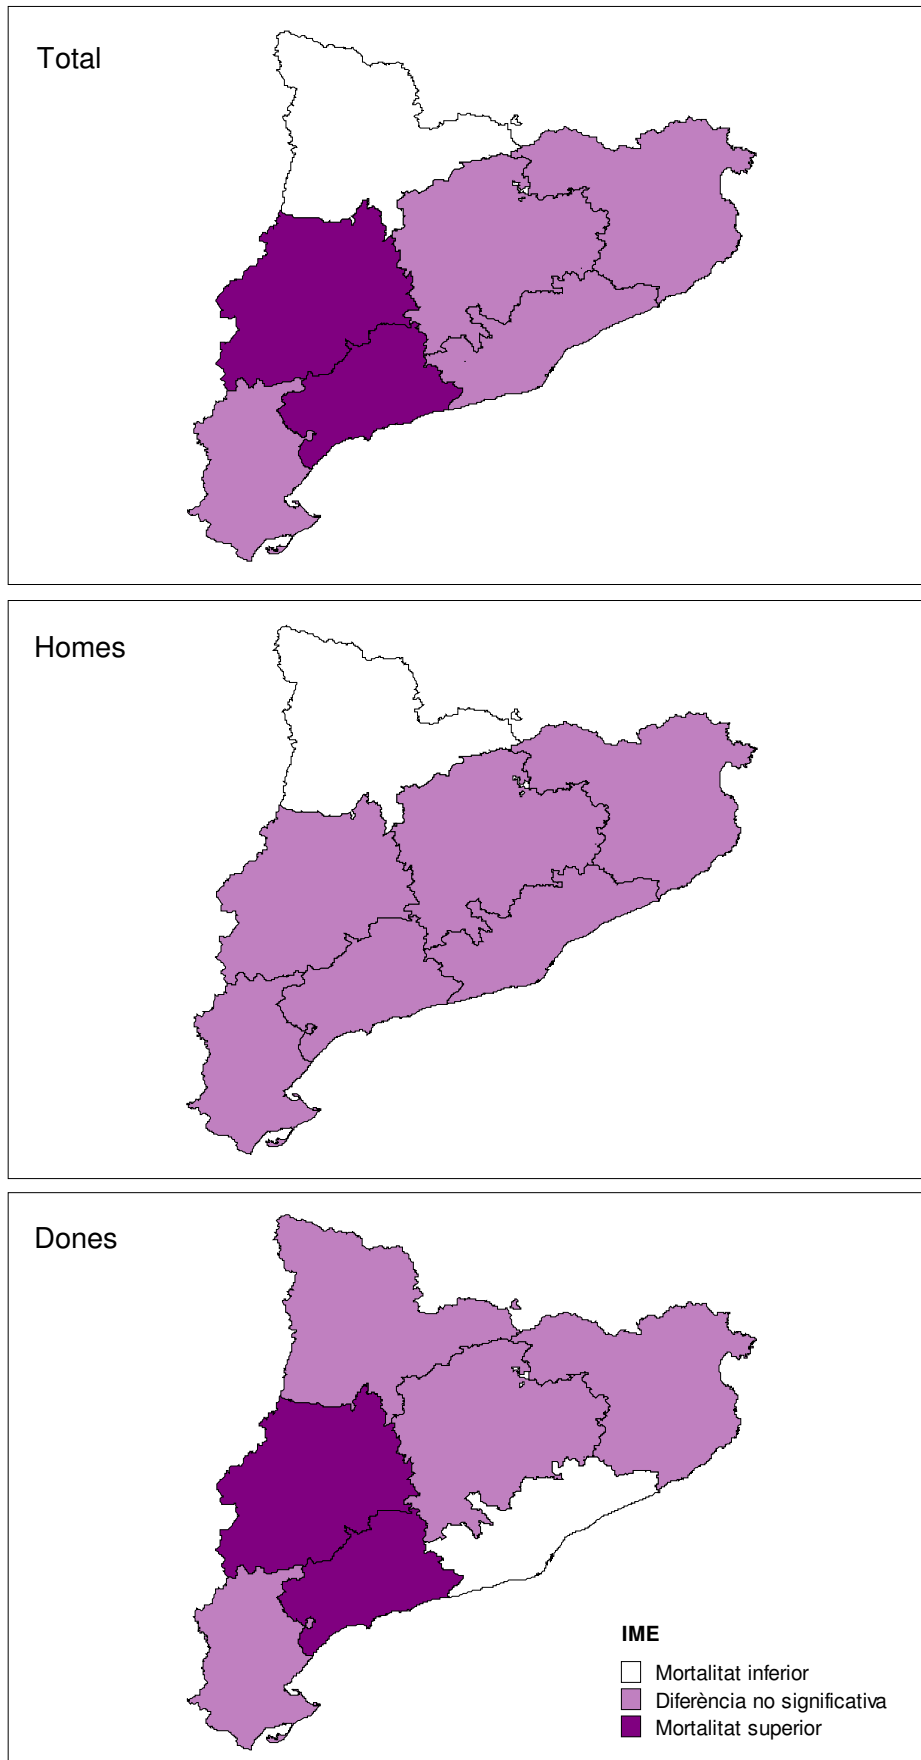 Total
Homes
Dones
IME
Mortalitat inferior
Diferència no significativa
Mortalitat superior